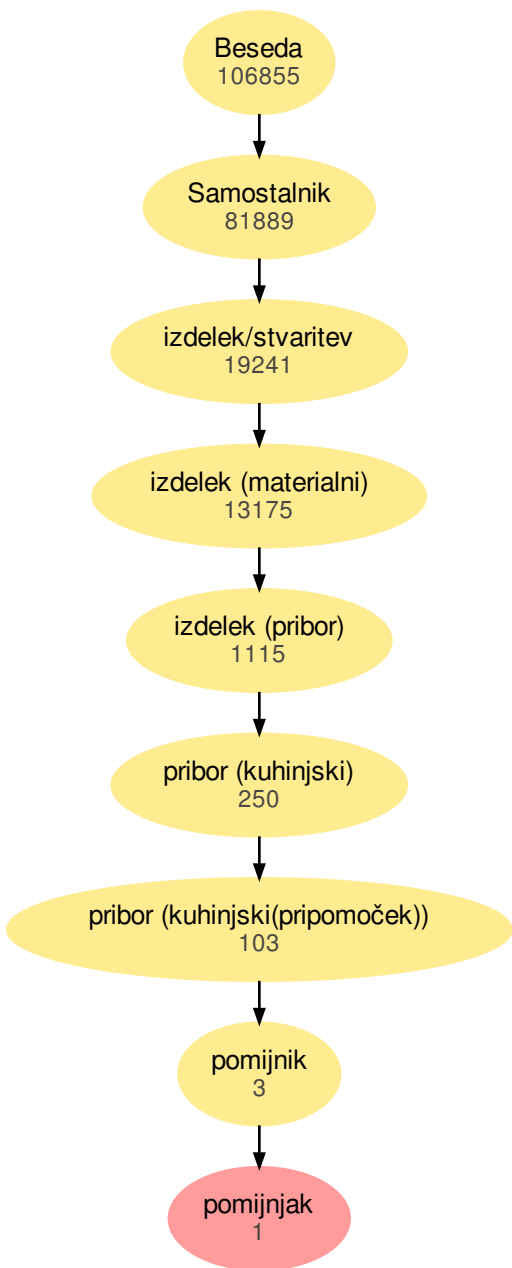 Beseda
106855
Samostalnik
81889
izdelek/stvaritev
19241
izdelek (materialni)
13175
izdelek (pribor)
1115
pribor (kuhinjski)
250
pribor (kuhinjski(pripomoček))
103
pomijnik
3
pomijnjak
1